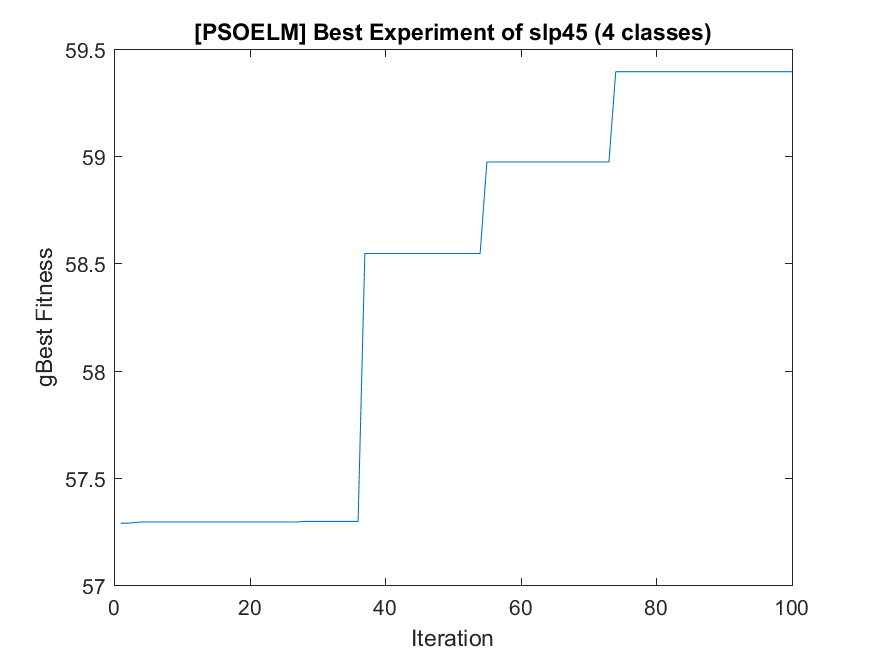 [PSOELM] Best Experiment of slp45 (4 classes)
59.5
59
58.5
58
57.5
57
gBest Fitness
0 20 40 60 80 100
Iteration